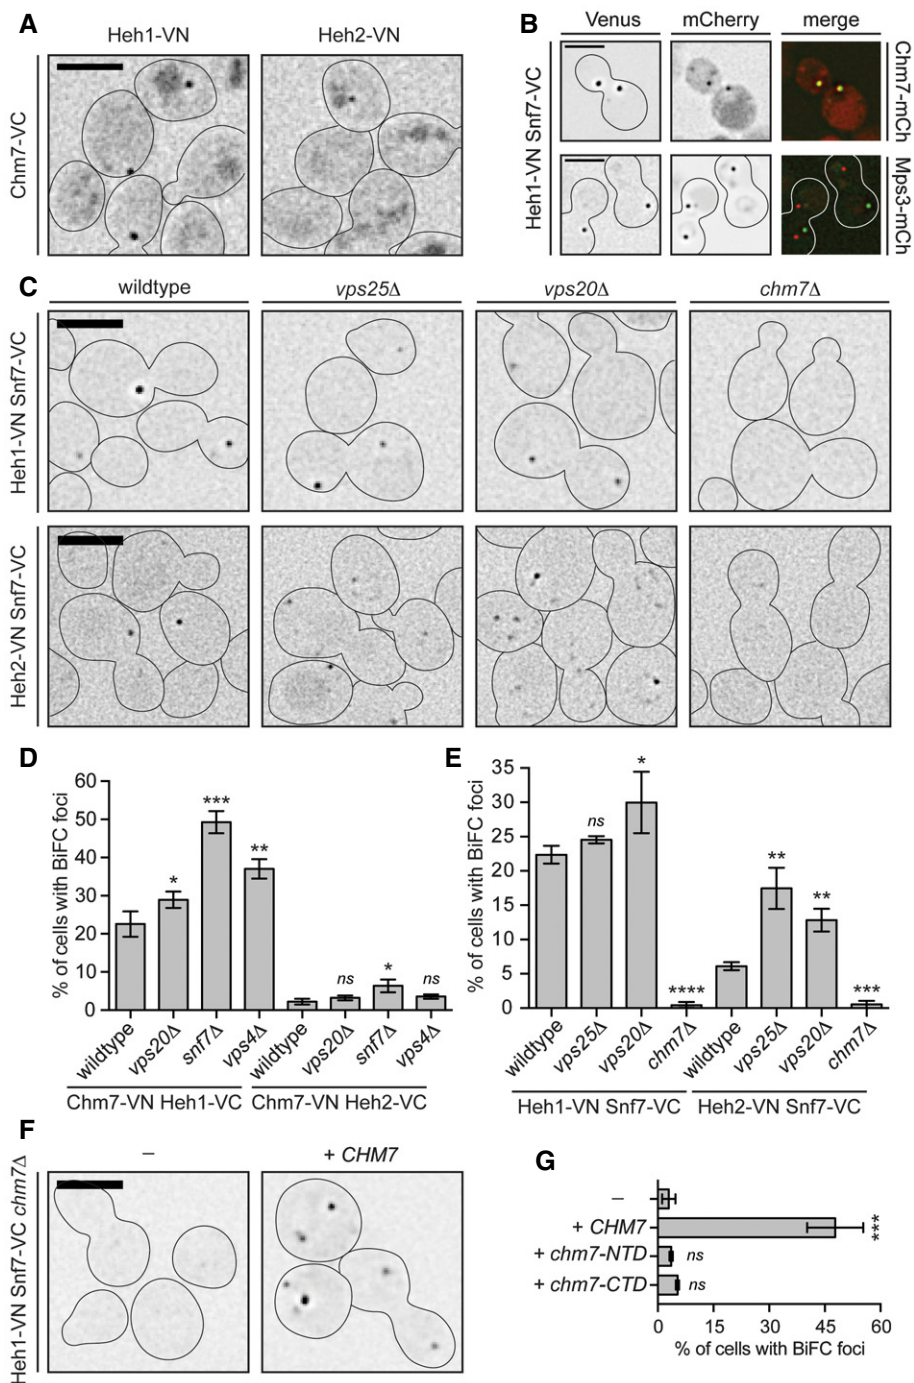 A
Heh1-VN
Heh2-VN
Chm7-VC
B
Venus
mCherry
merge
Heh1-VN Snf7-VC
Chm7-mCh
Mps3-mCh
C
wildtype
vps25Δ
vps20Δ
chm7Δ
Heh1-VN Snf7-VC
Heh2-VN Snf7-VC
D
% of cells with BiFC foci
60
50
40
30
20
10
0
*
***
**
ns
*
ns
wildtype
vps20Δ
snf7Δ
vps4Δ
wildtype
vps20Δ
snf7Δ
vps4Δ
Chm7-VN Heh1-VC
Chm7-VN Heh2-VC
E
% of cells with BiFC foci
35
30
25
20
15
10
5
0
ns
*
****
**
**
***
wildtype
vps25Δ
vps20Δ
chm7Δ
wildtype
vps25Δ
vps20Δ
chm7Δ
Heh1-VN Snf7-VC
Heh2-VN Snf7-VC
F
–
+ CHM7
Heh1-VN Snf7-VC chm7Δ
G
–
+ CHM7
***
+ chm7-NTD
ns
+ chm7-CTD
ns
0
15
30
45
60
% of cells with BiFC foci